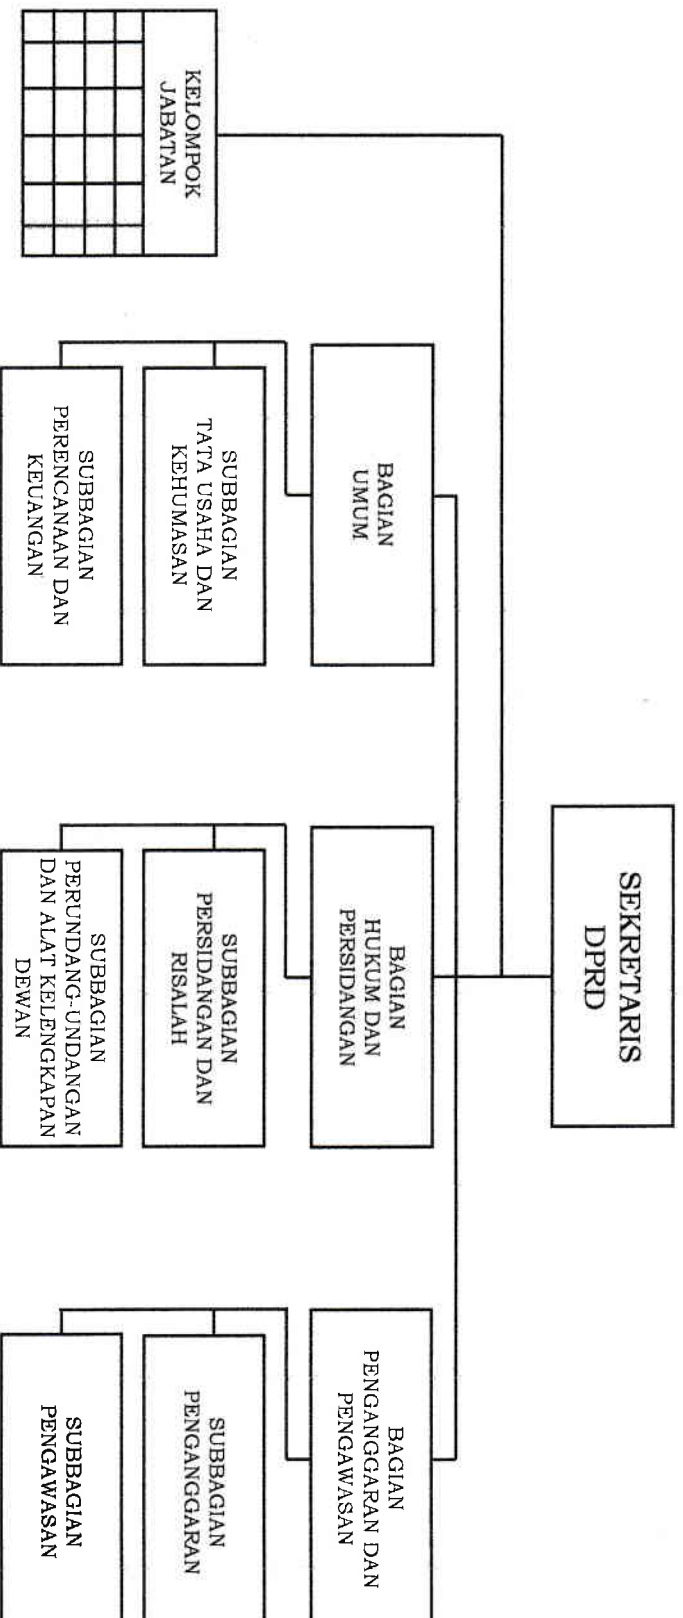 SEKRETARIS
DPRD
KELOMPOK
JABATAN
BAGIAN
UMUM
SUBBAGIAN
TATA USAHA DAN
KEHUMASAN
SUBBAGIAN
PERENCANAAN DAN
KEUANGAN
BAGIAN
HUKUM DAN
PERSIDANGAN
SUBBAGIAN
PERSIDANGAN DAN
RISALAH
SUBBAGIAN
PERUNDANG-UNDANGAN
DAN ALAT KELENGKAPAN
DEWAN
BAGIAN
PENGANGGARAN DAN
PENGAWASAN
SUBBAGIAN
PENGANGGARAN
SUBBAGIAN
PENGAWASAN